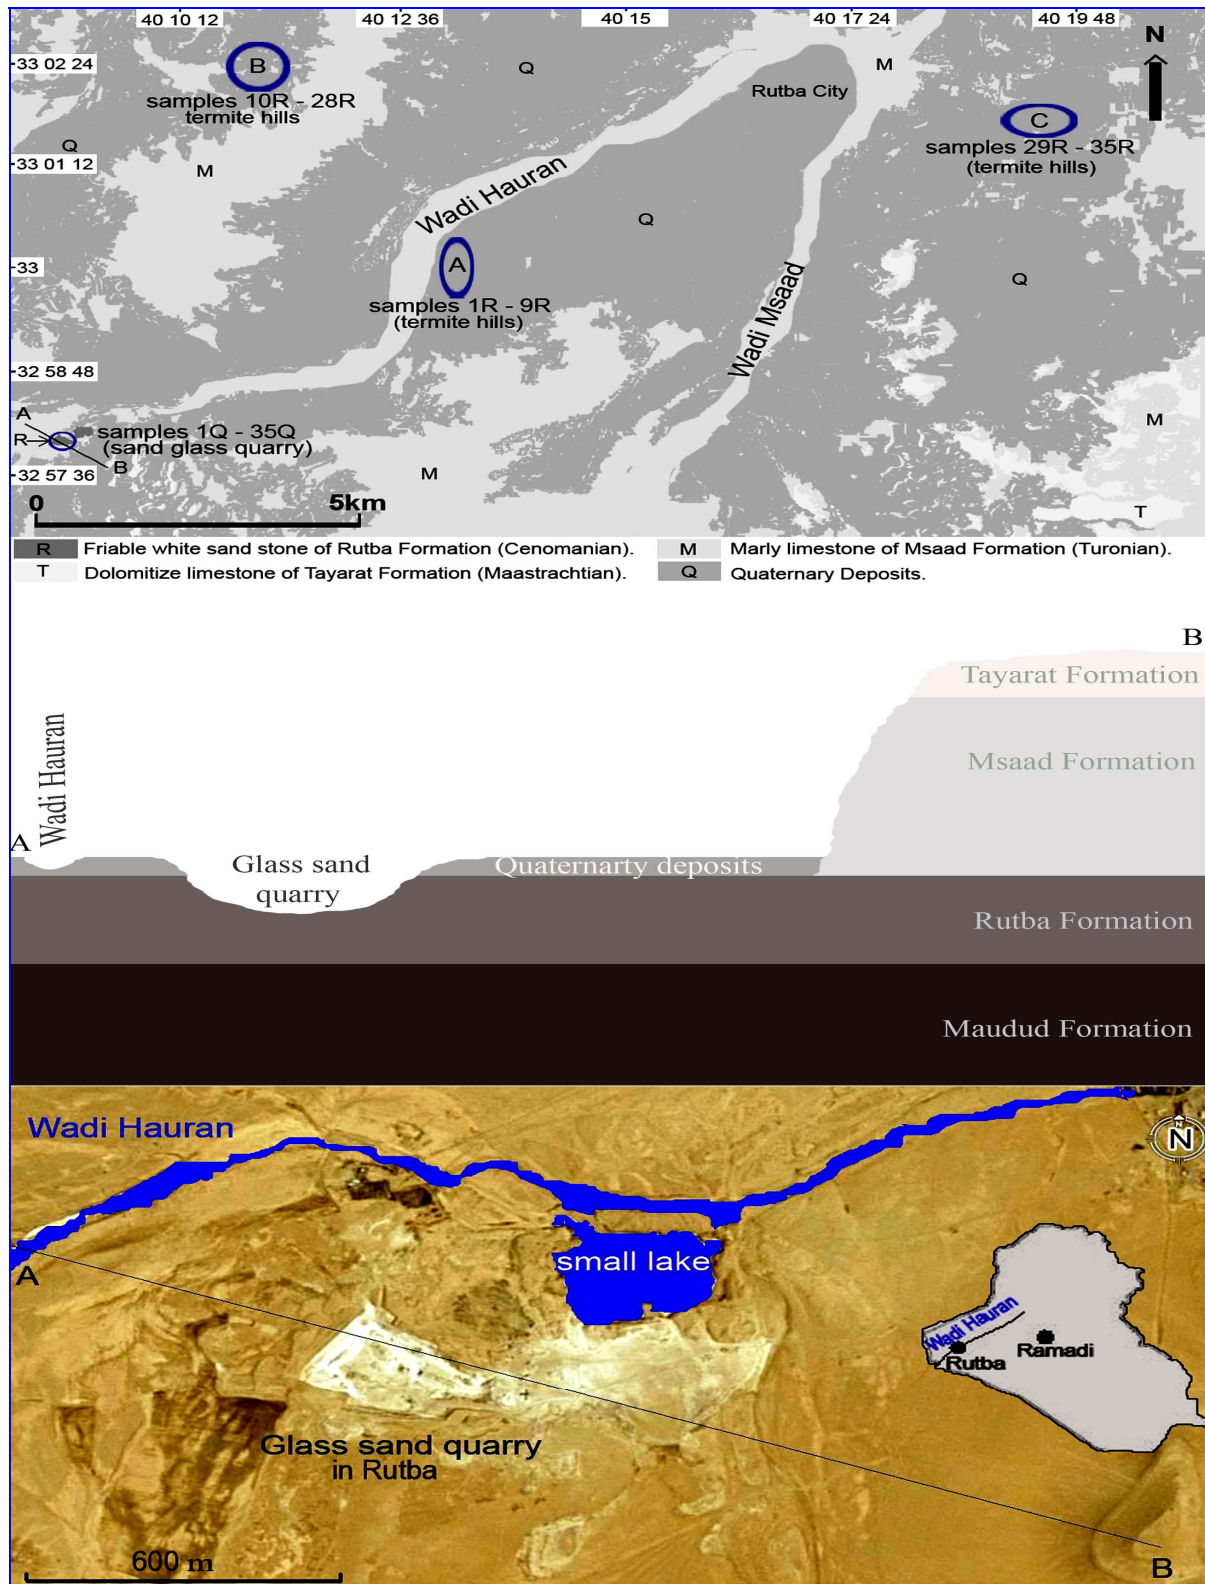 40 10 12
40 12 36
40 15
40 17 24
40 19 48
N
33 02 24
B
samples 10R - 28R
termite hills
Q
M
Rutba City
C
samples 29R - 35R
(termite hills)
Q
33 01 12
M
Wadi Hauran
Q
33
A
samples 1R - 9R
(termite hills)
Wadi Msaad
Q
32 58 48
A
R
samples 1Q - 35Q
(sand glass quarry)
B
M
M
32 57 36
T
0 5km
R Friable white sand stone of Rutba Formation (Cenomanian).
M Marly limestone of Msaad Formation (Turonian).
T Dolomitize limestone of Tayarat Formation (Maastrachtian).
Q Quaternary Deposits.
B
Tayarat Formation
Wadi Hauran
Msaad Formation
A
Glass sand
quarry
Quaternarty deposits
Rutba Formation
Maudud Formation
Wadi Hauran
N
small lake
A
Wadi Hauran
Ramadi
Rutba
Glass sand quarry
in Rutba
600 m
B